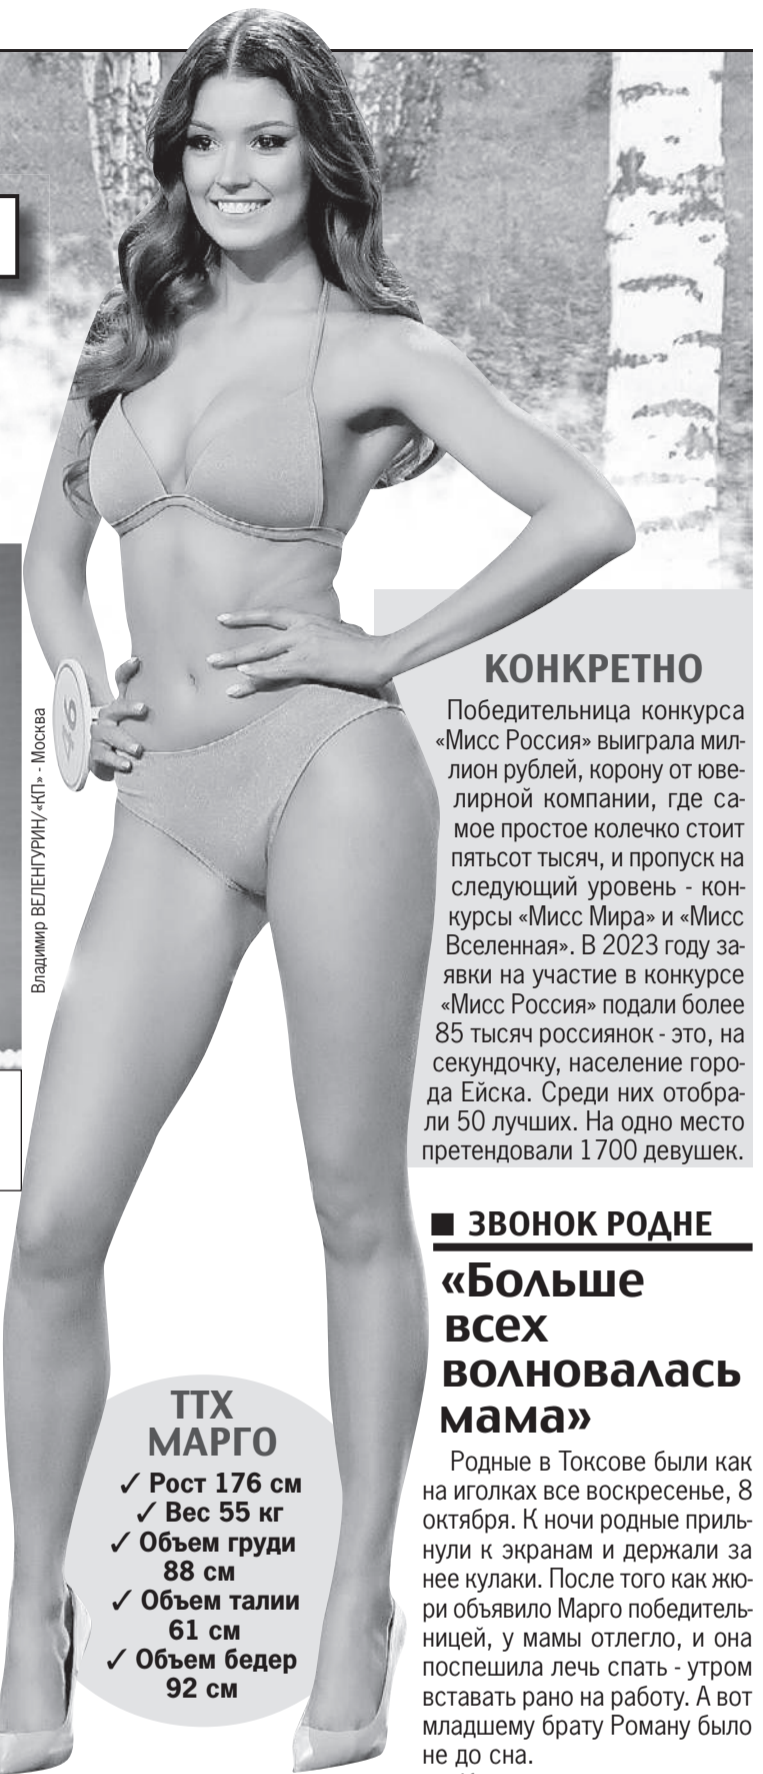 46
Владимир ВЕЛЕНГУРИН/«КП» - Москва
КОНКРЕТНО
Победительница конкурса
«Мисс Россия» выиграла мил-
лион рублей, корону от юве-
лирной компании, где са-
мое простое колечко стоит
пятьсот тысяч, и пропуск на
следующий уровень - кон-
курсы «Мисс Мира» и «Мисс
Вселенная». В 2023 году за-
явки на участие в конкурсе
«Мисс Россия» подали более
85 тысяч россиянок - это, на
секундочку, население горо-
да Ейска. Среди них отобра-
ли 50 лучших. На одно место
претендовали 1700 девушек.
■ ЗВОНОК РОДНЕ
«Больше
всех
волновалась
мама»
Родные в Токсове были как
на иголках все воскресенье, 8
октября. К ночи родные приль-
нули к экранам и держали за
нее кулаки. После того как жю-
ри объявило Марго победитель-
ницей, у мамы отлегло, и она
поспешила лечь спать - утром
вставать рано на работу. А вот
младшему брату Роману было
не до сна.
ТТХ
МАРГО
✓ Рост 176 см
✓ Вес 55 кг
✓ Объем груди
88 см
✓ Объем талии
61 см
✓ Объем бедер
92 см